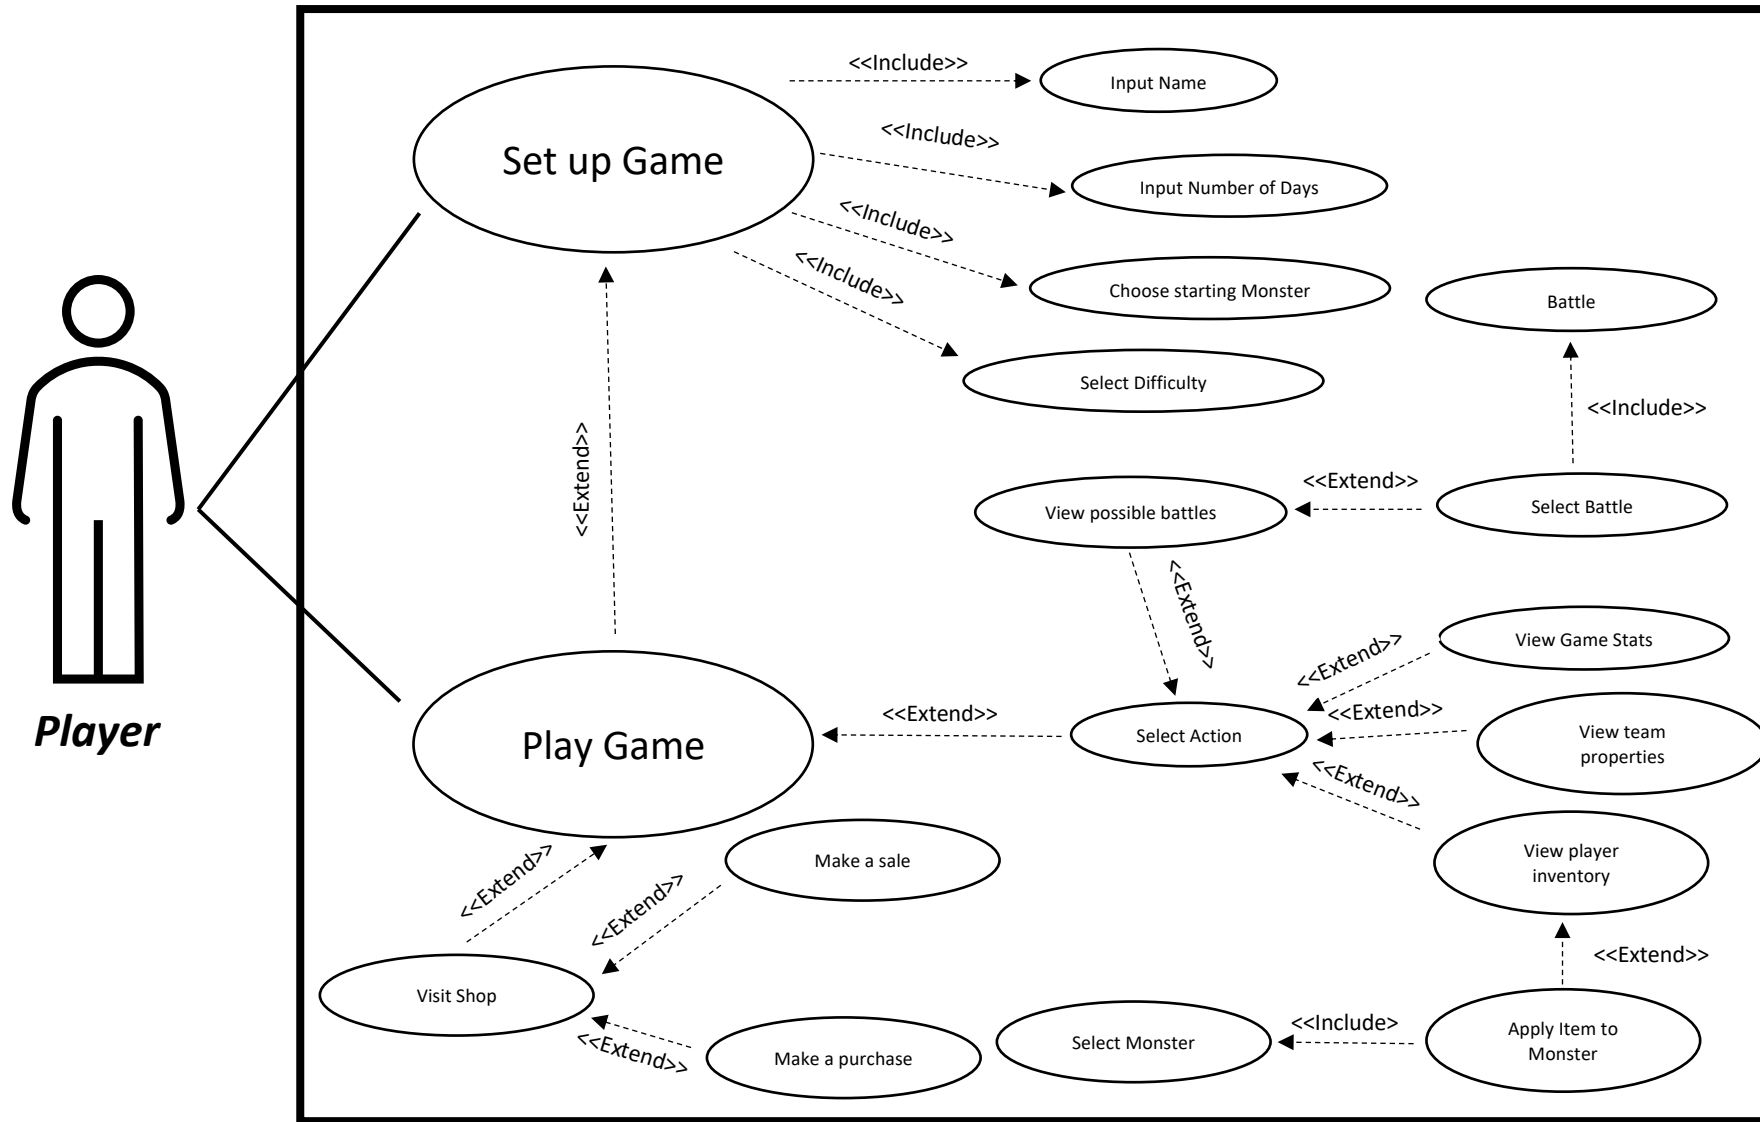 <<Include>>
Input Name
<<Include>>
Set up Game
Input Number of Days
<<Include>>
<<Include>>
Choose starting Monster
Battle
Select Difficulty
<<Include>>
<<Extend>>
<<Extend>>
View possible battles
Select Battle
<<Extend>>
View Game Stats
<<Extend>>
Player
<<Extend>>
<<Extend>>
Play Game
Select Action
View team
properties
<<Extend>>
Make a sale
View player
inventory
<<Extend>>
<<Extend>>
<<Extend>>
Visit Shop
<<Include>
Apply Item to
Monster
Select Monster
<<Extend>>
Make a purchase